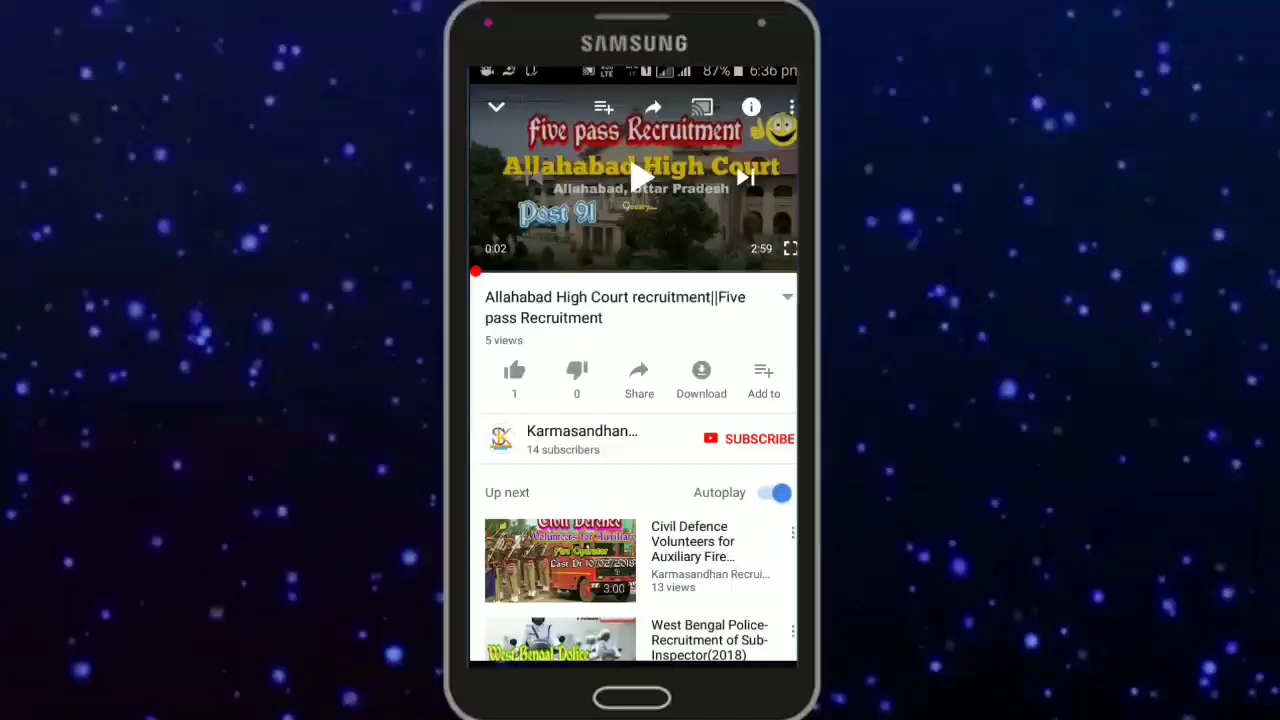 SAMSUNG
LTE 87% 6:36 pm
five pass Recruitment
Allahabad High Court
Allahabad, Uttar Pradesh
Post 91
0:02 2:59
Allahabad High Court recruitment||Five
pass Recruitment
5 views
1 0 Share Download Add to
Karmasandhan...
14 subscribers
SUBSCRIBE
Up next Autoplay
Civil Defence
Volunteers for Auxiliary
Fire Operator
Last Dt 10/02/2018
3:00
Civil Defence
Volunteers for
Auxiliary Fire...
Karmasandhan Recrui...
13 views
West Bengal Police
West Bengal Police-
Recruitment of Sub-
Inspector(2018)